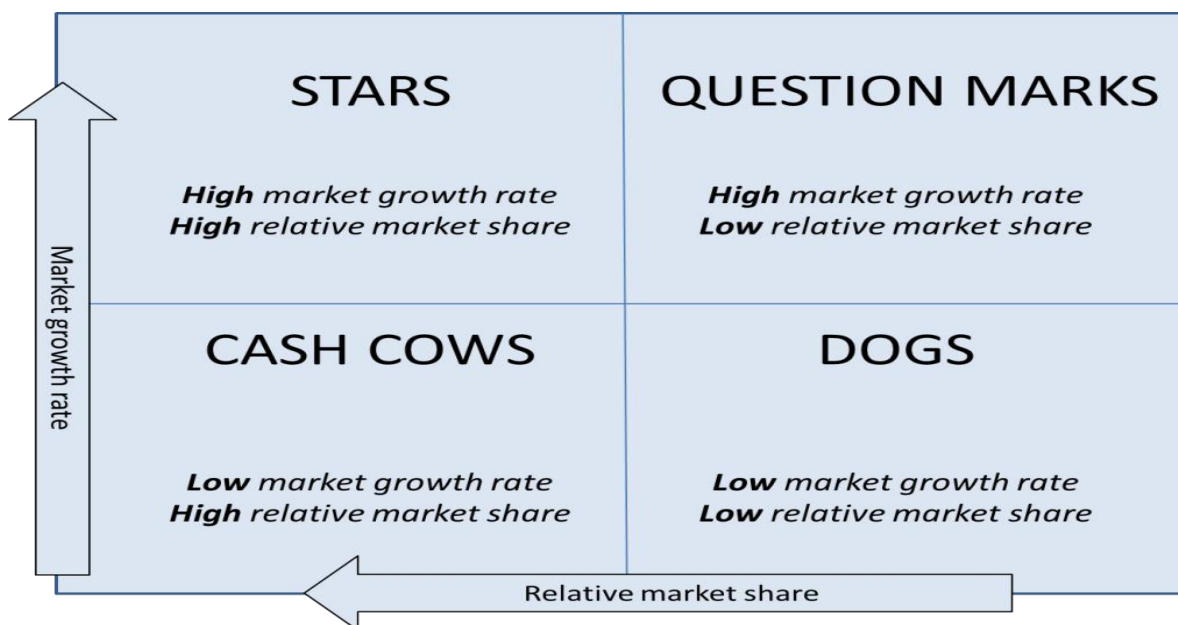 STARS
High market growth rate
High relative market share
QUESTION MARKS
High market growth rate
Low relative market share
Market growth rate
CASH COWS
Low market growth rate
High relative market share
DOGS
Low market growth rate
Low relative market share
Relative market share